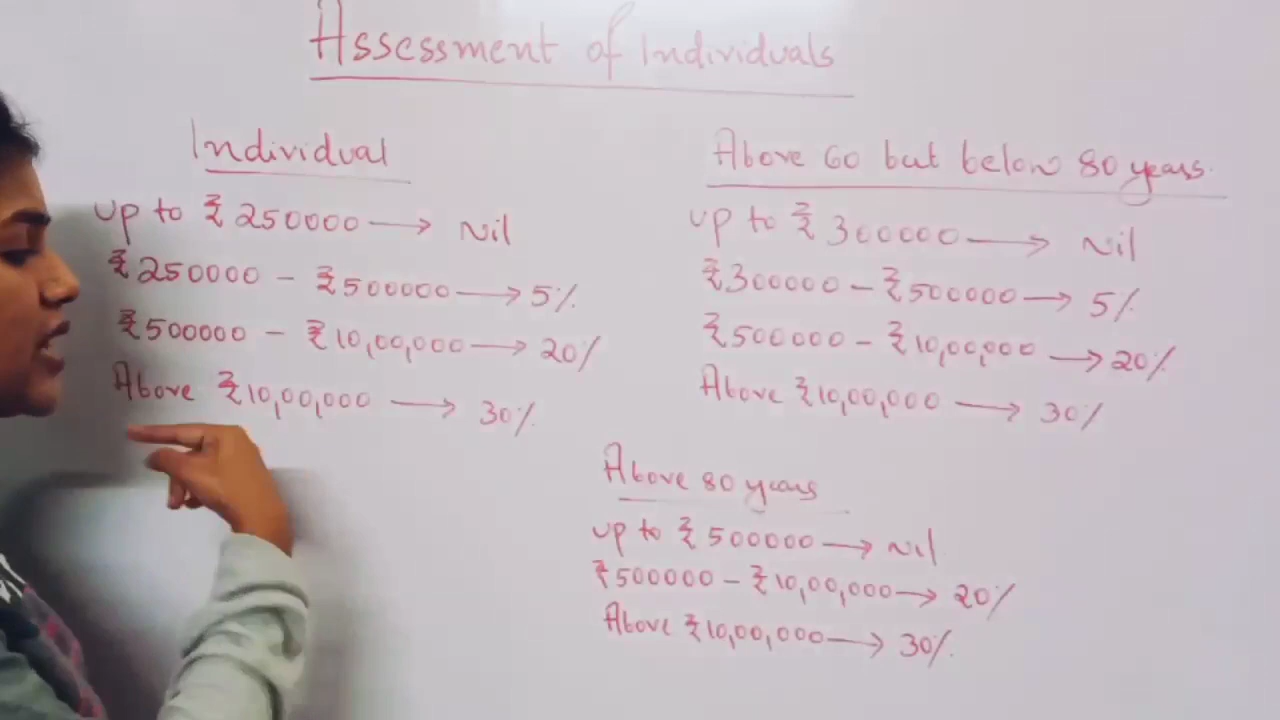 Assessment of Individuals
Individual
up to ₹ 250000 → Nil
₹250000 - ₹500000 → 5%
₹500000 - ₹10,00,000 → 20%
Above ₹10,00,000 → 30%
Above 60 but below 80 years.
up to ₹300000 → Nil
₹300000 - ₹500000 → 5%
₹500000 - ₹10,00,000 → 20%
Above ₹10,00,000 → 30%
Above 80 years
up to ₹500000 → Nil
₹500000 - ₹10,00,000 → 20%
Above ₹10,00,000 → 30%.